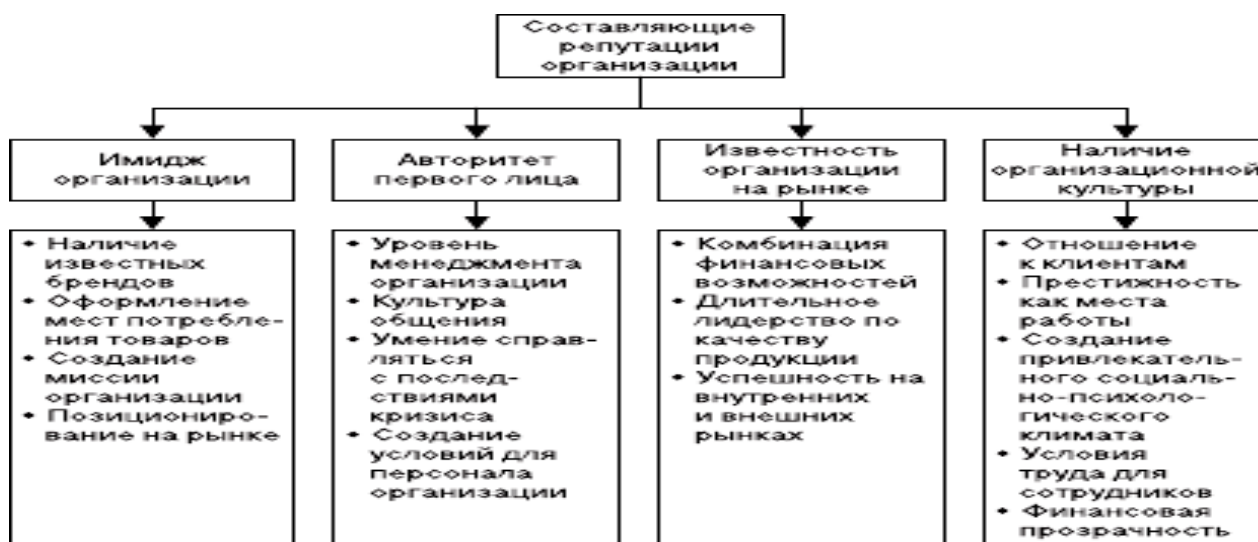 Составляющие
репутации
организации
Имидж
организации
Авторитет
первого лица
Известность
организации
на рынке
Наличие
организационной
культуры
• Наличие
известных
брендов
• Оформление
мест потребле-
ния товаров
• Создание
миссии
организации
• Позициониро-
вание на рынке
• Уровень
менеджмента
организации
• Культура
общения
• Умение справ-
ляться
с послед-
ствиями
кризиса
• Создание
условий для
персонала
организации
• Комбинация
финансовых
возможностей
• Длительное
лидерство по
качеству
продукции
• Успешность на
внутренних
и внешних
рынках
• Отношение
к клиентам
• Престижность
как места
работы
• Создание
привлекатель-
ного социаль-
но-психоло-
гического
климата
• Условия
труда для
сотрудников
• Финансовая
прозрачность